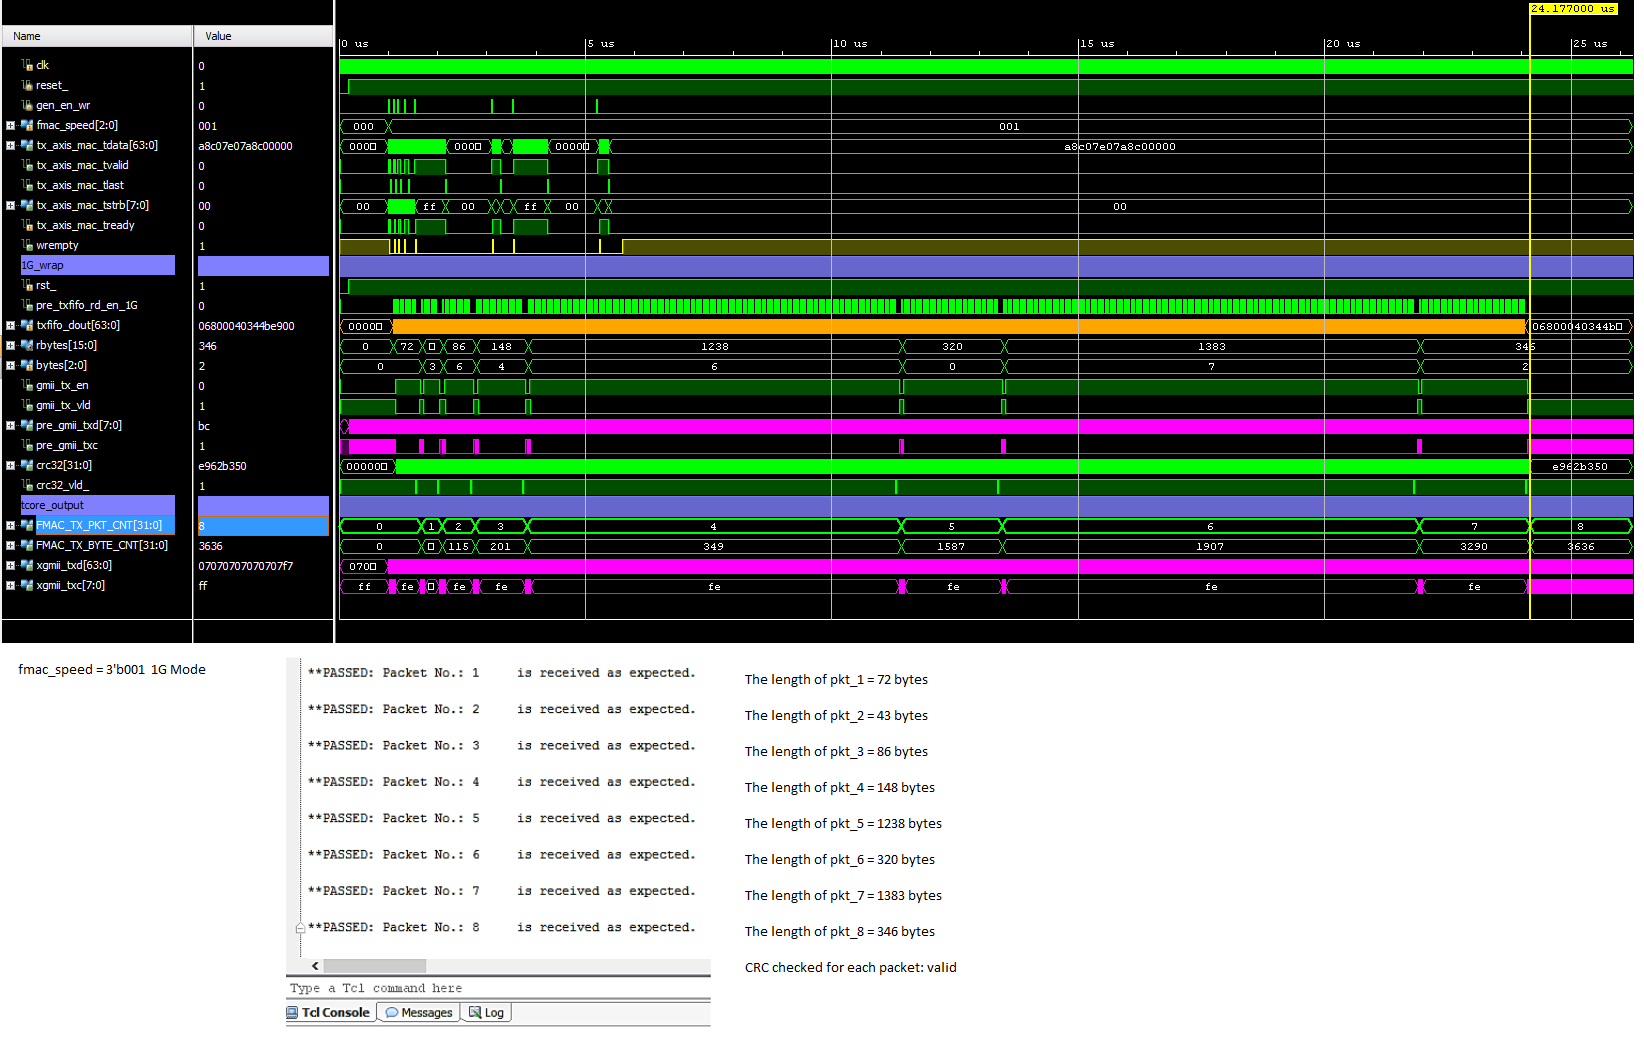 24.177000 us
Name Value
0 us 5 us 10 us 15 us 20 us 25 us
clk 0
reset_ 1
gen_en_wr 0
fmac_speed[2:0] 001 000 001
tx_axis_mac_tdata[63:0] a8c07e07a8c00000 000 000 0000 a8c07e07a8c00000
tx_axis_mac_tvalid 0
tx_axis_mac_tlast 0
tx_axis_mac_tstrb[7:0] 00 00 ff 00 ff 00 00
tx_axis_mac_tready 0
wrempty 1
1G_wrap
rst_ 1
pre_txfifo_rd_en_1G 0
txfifo_dout[63:0] 06800040344be900 0000 06800040344b
rbytes[15:0] 346 0 72 86 148 1238 320 1383 346
bytes[2:0] 2 0 3 6 4 6 0 7 2
gmii_tx_en 0
gmii_tx_vld 1
pre_gmii_txd[7:0] bc
pre_gmii_txc 1
crc32[31:0] e962b350 00000 e962b350
crc32_vld_ 1
tcore_output
FMAC_TX_PKT_CNT[31:0] 8 0 1 2 3 4 5 6 7 8
FMAC_TX_BYTE_CNT[31:0] 3636 0 115 201 349 1587 1907 3290 3636
xgmii_txd[63:0] 07070707070707f7 070
xgmii_txc[7:0] ff ff fe fe fe fe fe fe fe
fmac_speed = 3'b001 1G Mode
**PASSED: Packet No.: 1 is received as expected.
The length of pkt_1 = 72 bytes
**PASSED: Packet No.: 2 is received as expected.
The length of pkt_2 = 43 bytes
**PASSED: Packet No.: 3 is received as expected.
The length of pkt_3 = 86 bytes
**PASSED: Packet No.: 4 is received as expected.
The length of pkt_4 = 148 bytes
**PASSED: Packet No.: 5 is received as expected.
The length of pkt_5 = 1238 bytes
**PASSED: Packet No.: 6 is received as expected.
The length of pkt_6 = 320 bytes
**PASSED: Packet No.: 7 is received as expected.
The length of pkt_7 = 1383 bytes
**PASSED: Packet No.: 8 is received as expected.
The length of pkt_8 = 346 bytes
CRC checked for each packet: valid
Type a Tcl command here
Tcl Console Messages Log